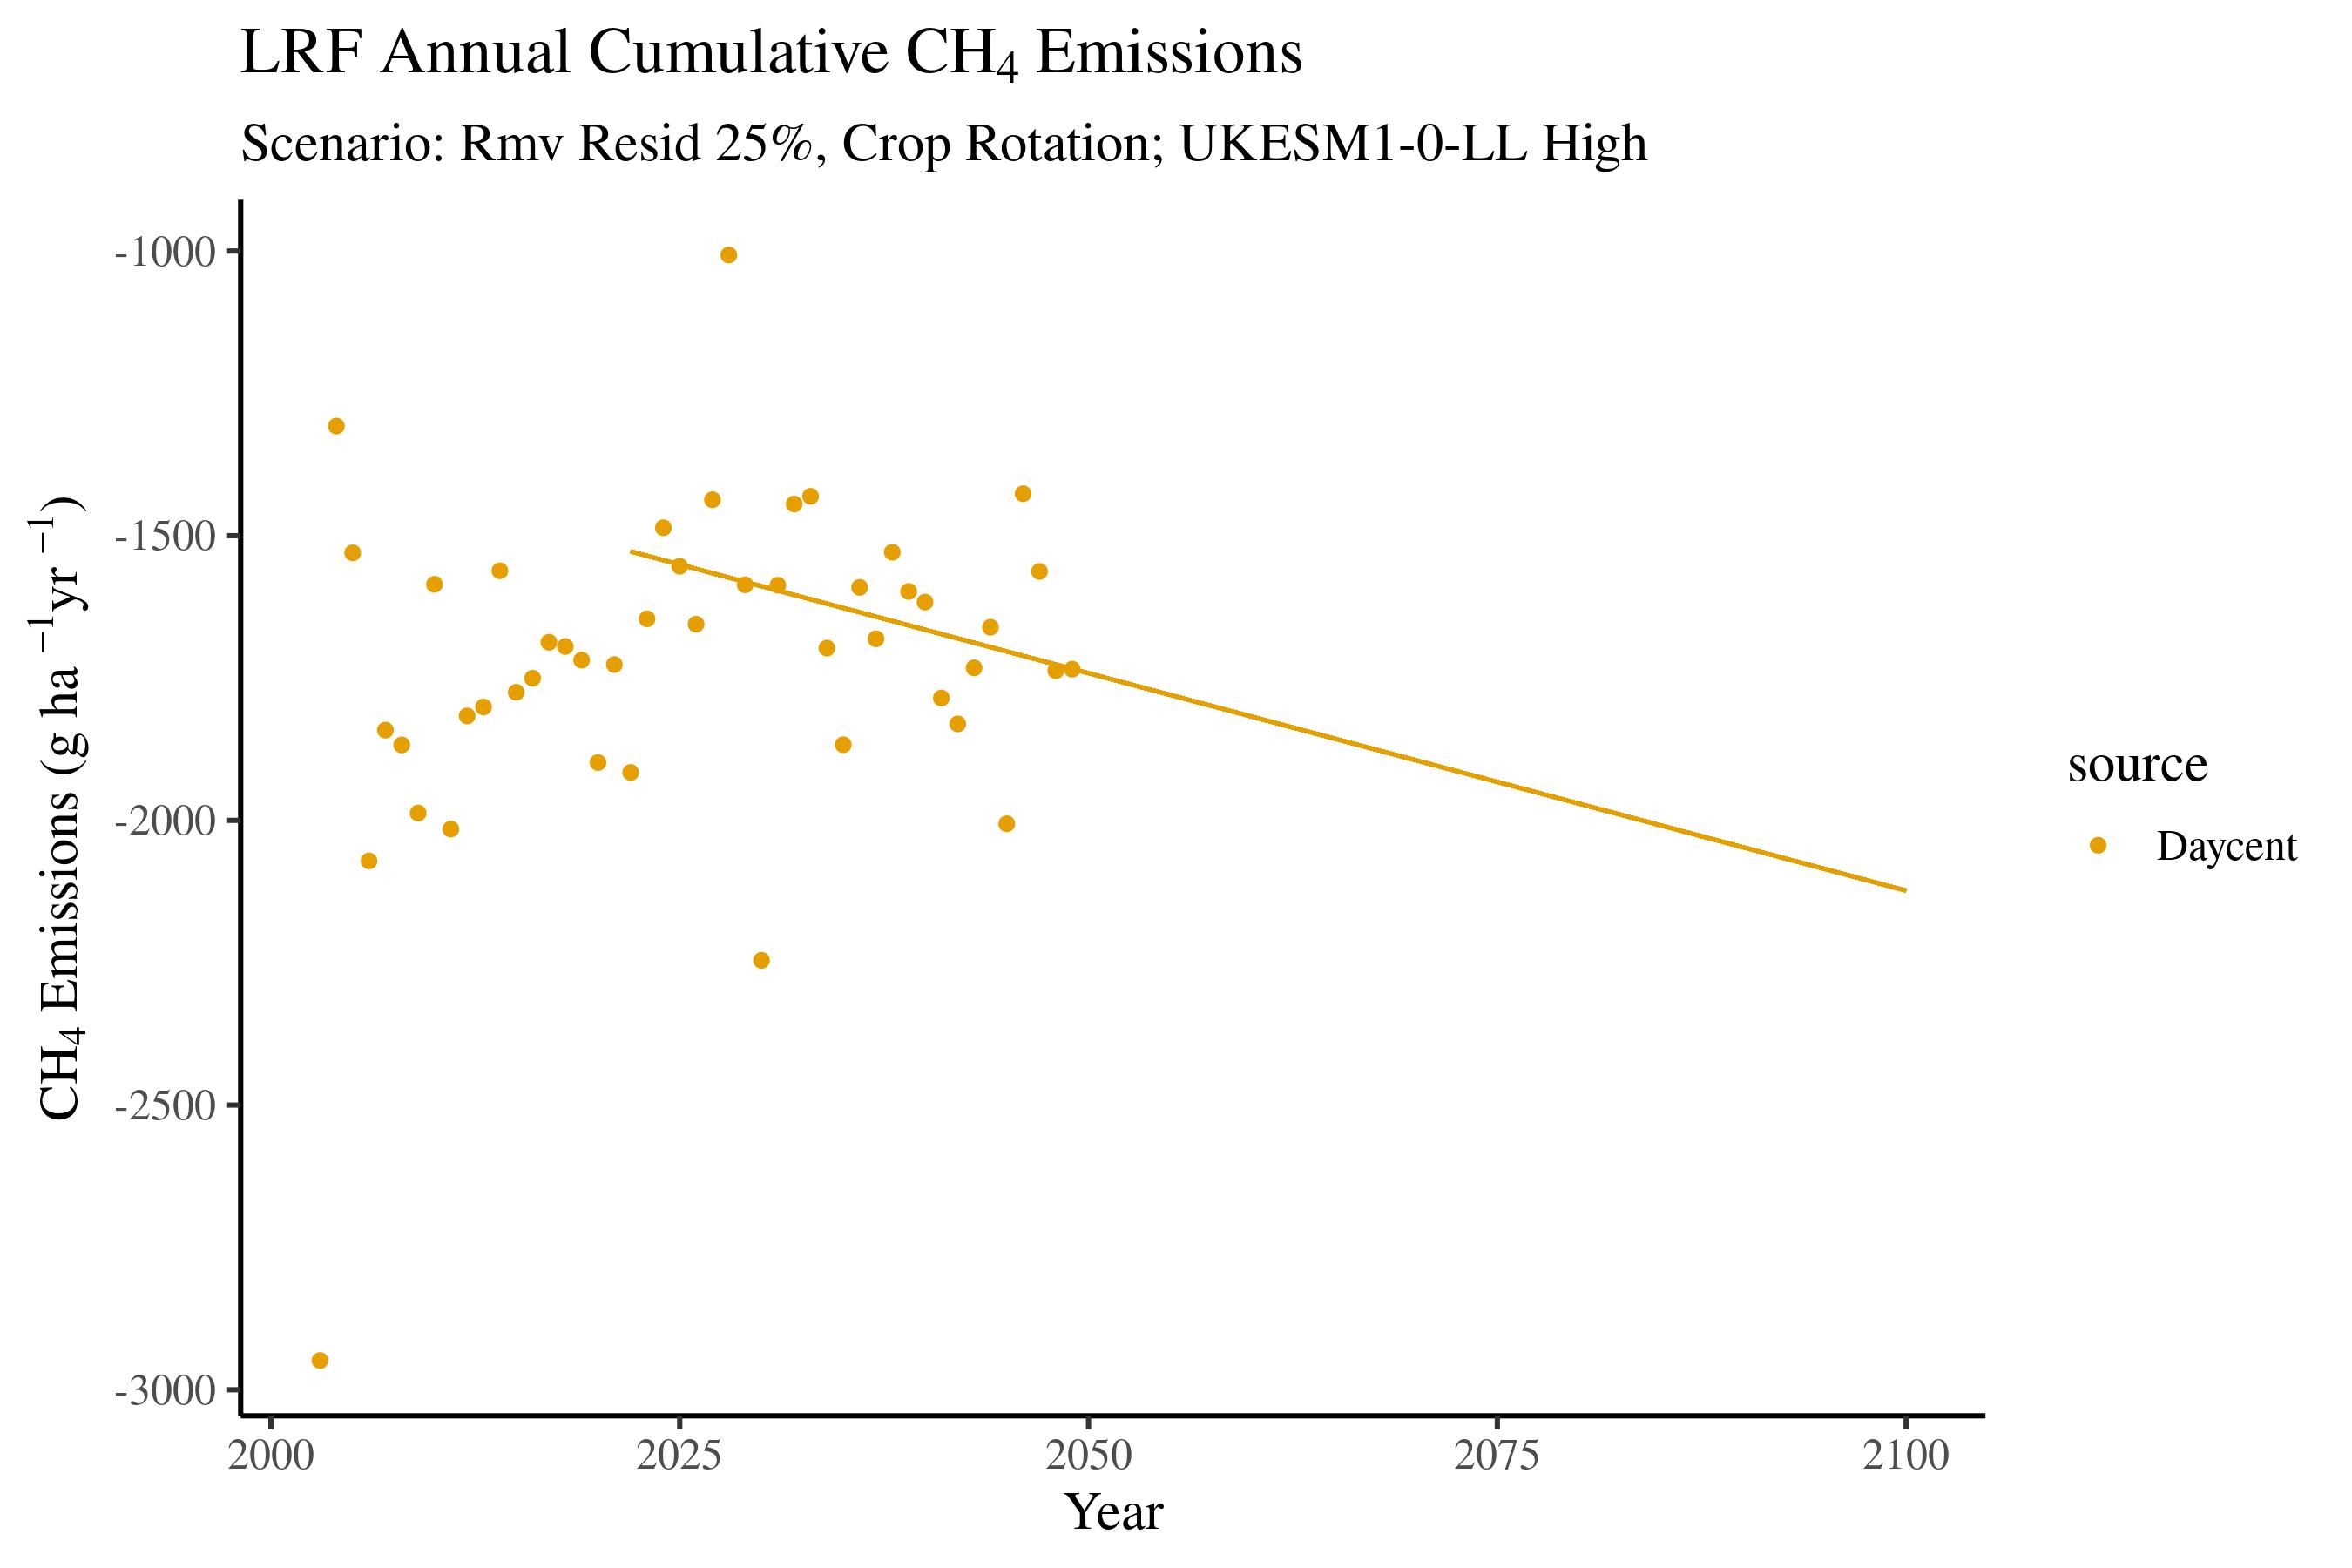 LRF Annual Cumulative CH₄ Emissions
Scenario: Rmv Resid 25%, Crop Rotation; UKESM1-0-LL High
CH₄ Emissions (g ha ⁻¹yr ⁻¹)
-1000
-1500
-2000
-2500
-3000
2000 2025 2050 2075 2100
Year
source
Daycent